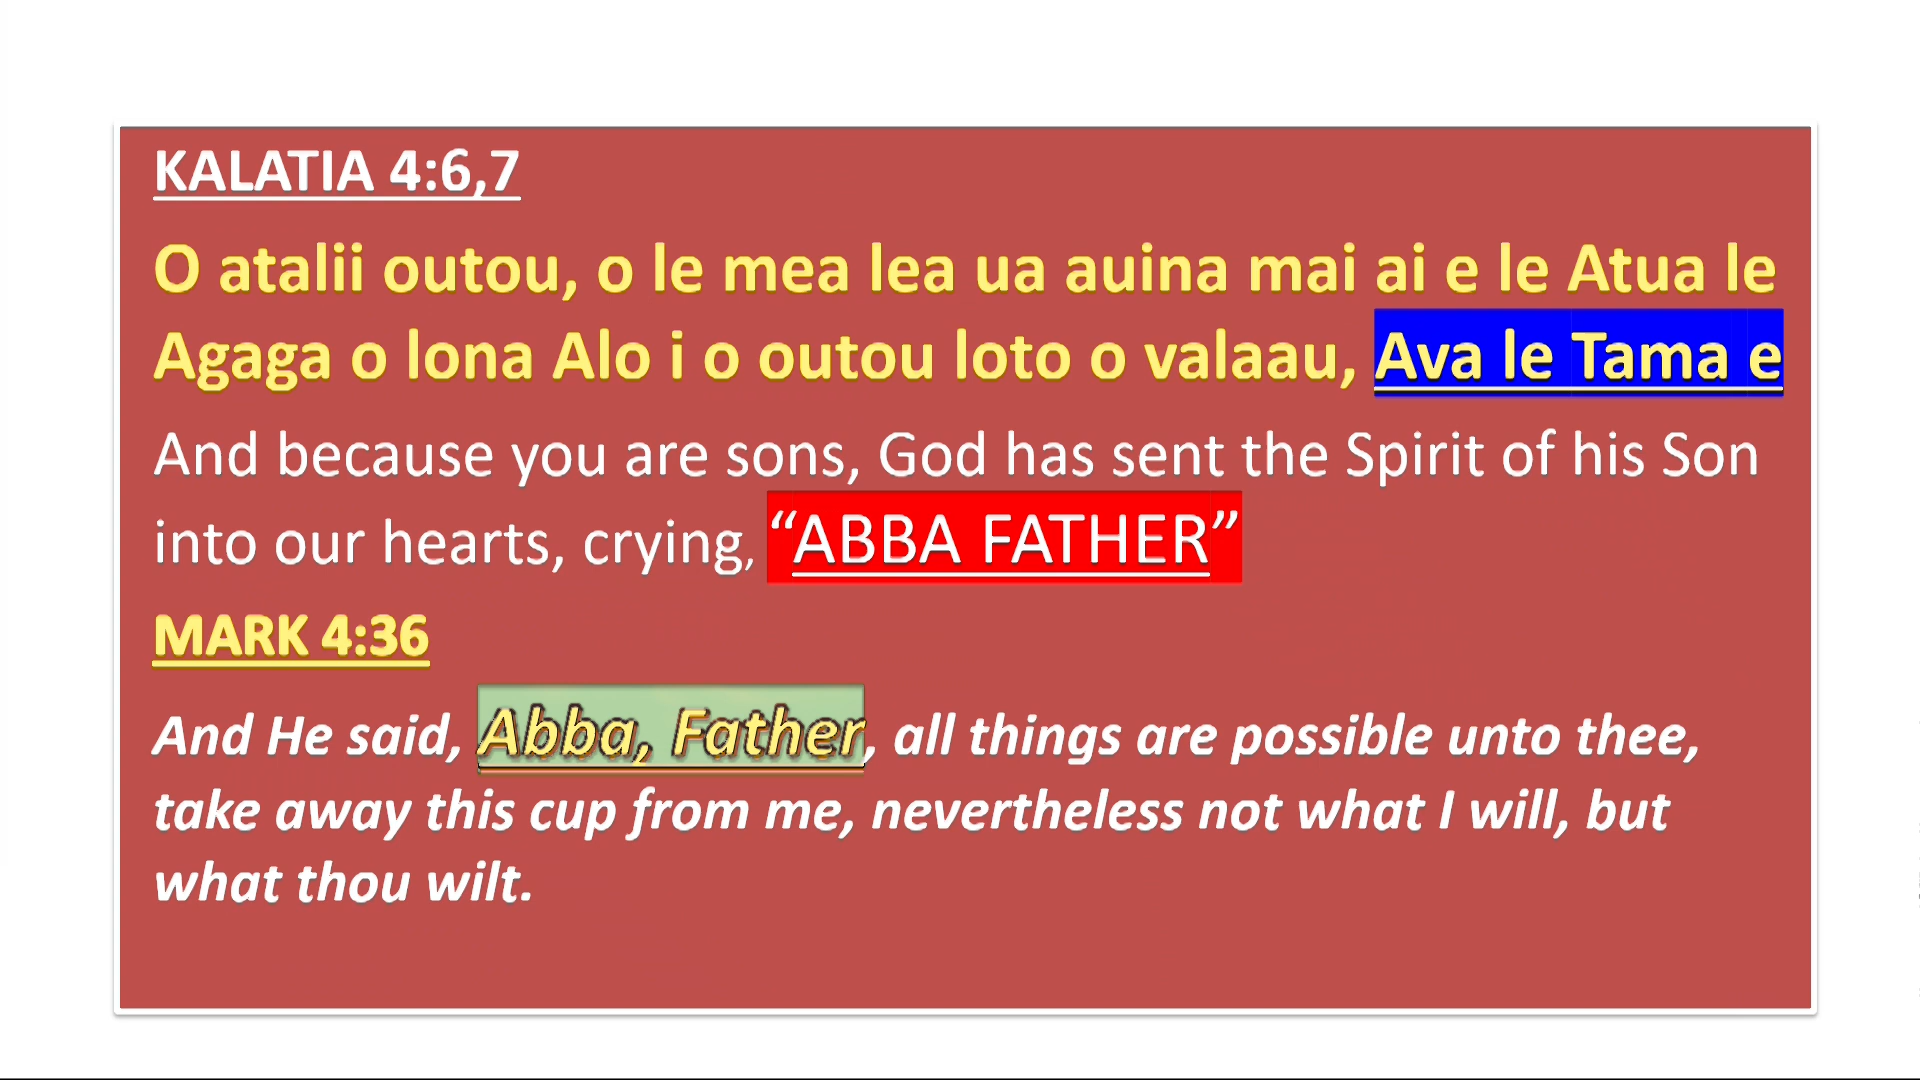 KALATIA 4:6,7
O atalii outou, o le mea lea ua auina mai ai e le Atua le
Agaga o lona Alo i o outou loto o valaau, Ava le Tama e
And because you are sons, God has sent the Spirit of his Son
into our hearts, crying, “ABBA FATHER”
MARK 4:36
And He said, Abba, Father, all things are possible unto thee,
take away this cup from me, nevertheless not what I will, but
what thou wilt.